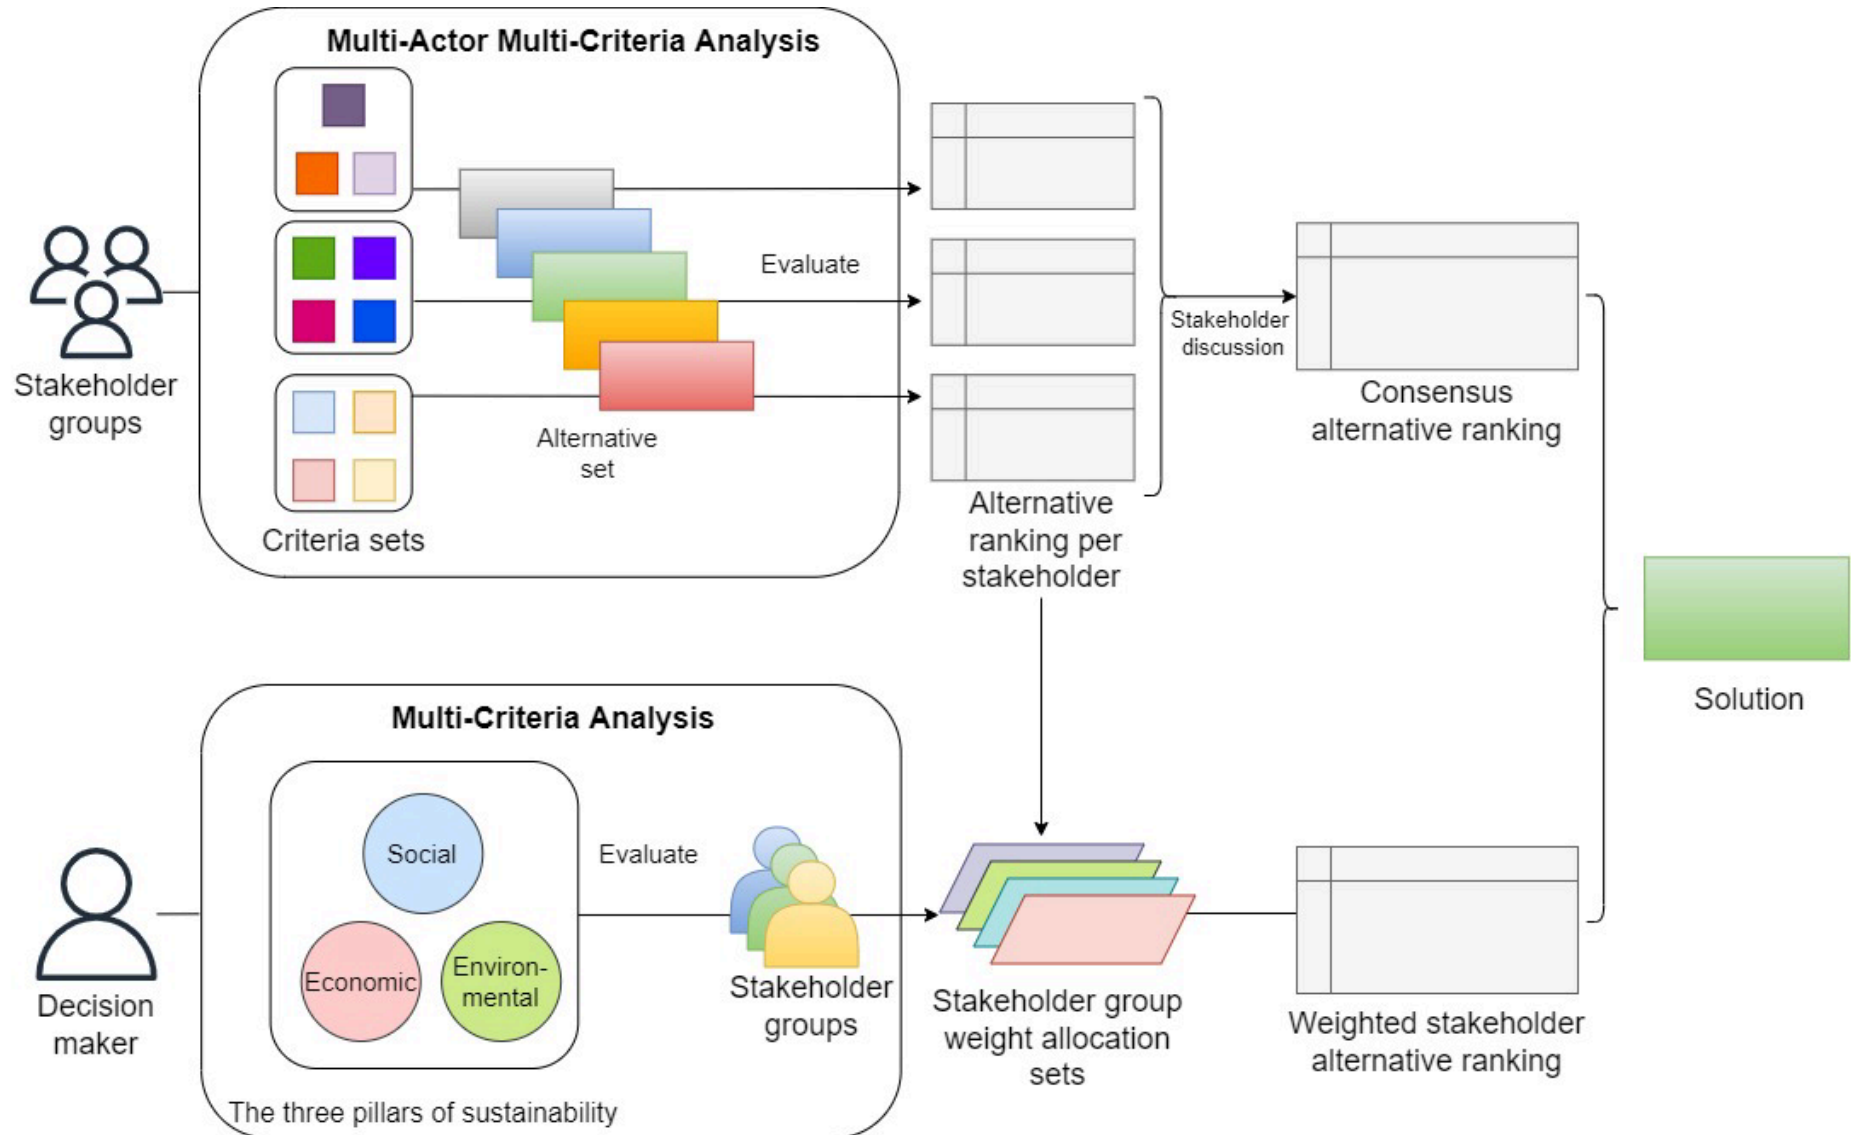 Multi-Actor Multi-Criteria Analysis
Evaluate
Stakeholder
groups
Alternative
set
Criteria sets
Alternative
ranking per
stakeholder
Stakeholder
discussion
Consensus
alternative ranking
Solution
Multi-Criteria Analysis
Social
Economic
Environ-
mental
Evaluate
Stakeholder
groups
Decision
maker
The three pillars of sustainability
Stakeholder group
weight allocation
sets
Weighted stakeholder
alternative ranking